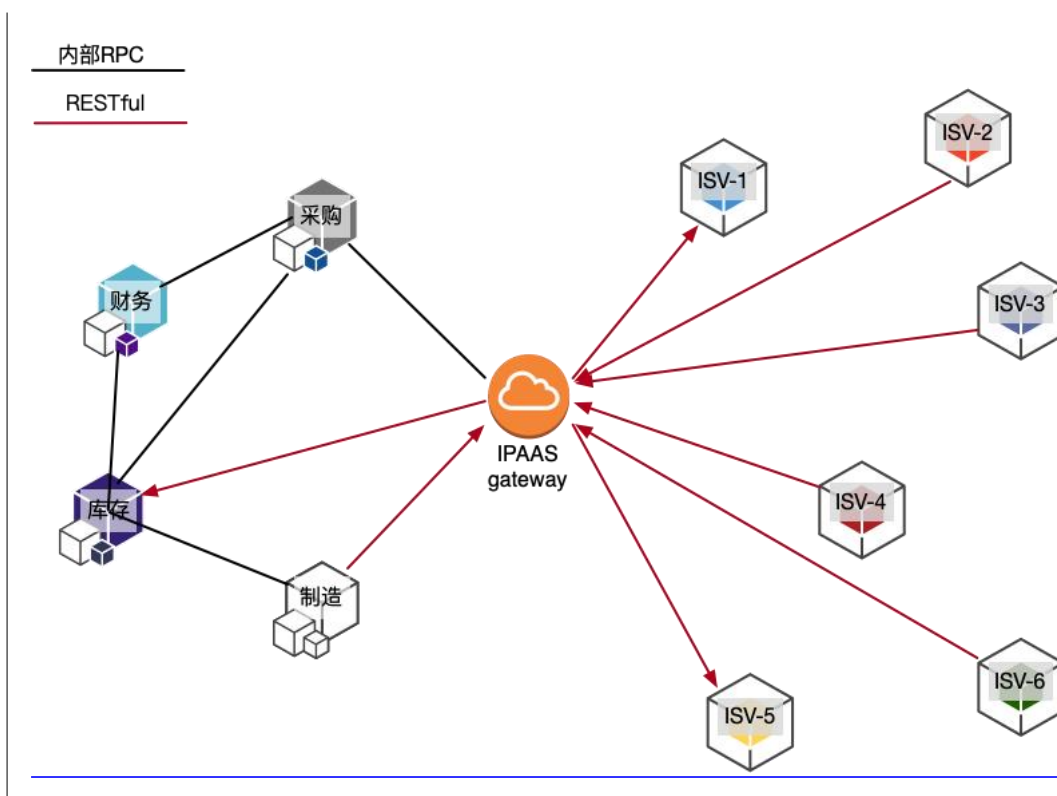 内部RPC
RESTful
ISV-2
ISV-1
采购
财务
ISV-3
IPAAS
gateway
库存
ISV-4
制造
ISV-6
ISV-5